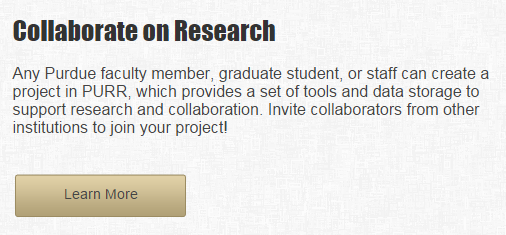 Collaborate on Research
Any Purdue faculty member, graduate student, or staff can create a
project in PURR, which provides a set of tools and data storage to
support research and collaboration. Invite collaborators from other
institutions to join your project!
Learn More